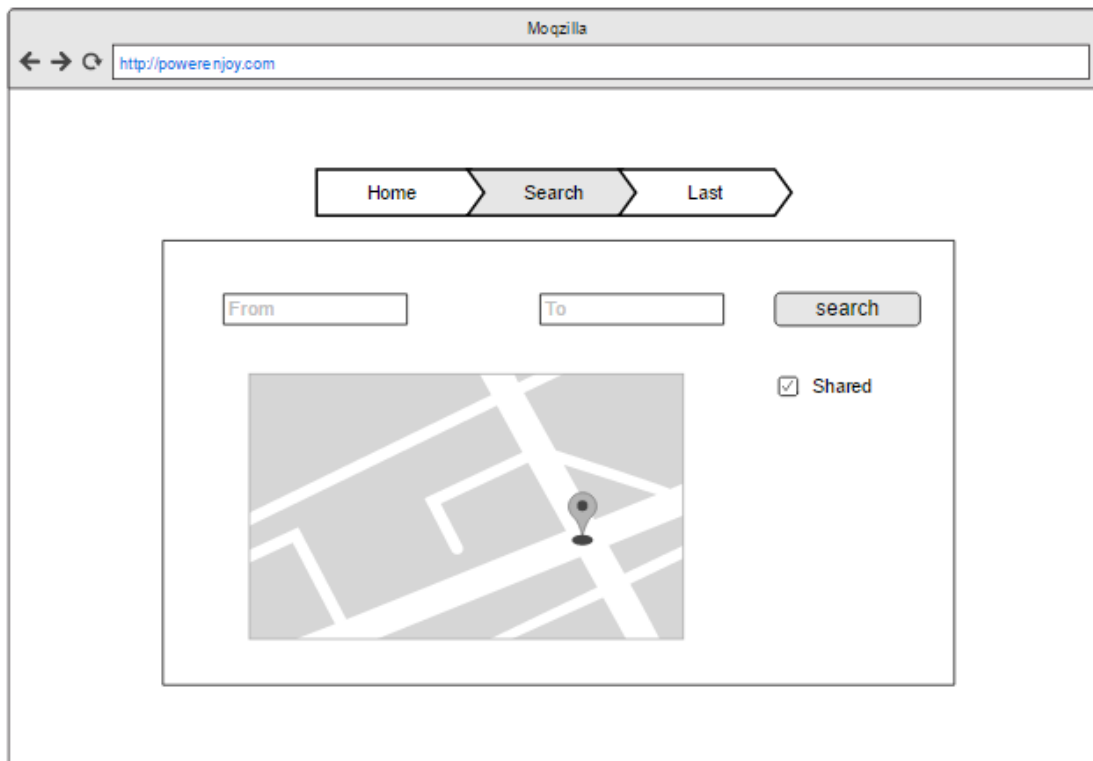 Moqzilla
http://powerenjoy.com
Home Search Last
From To search
Shared